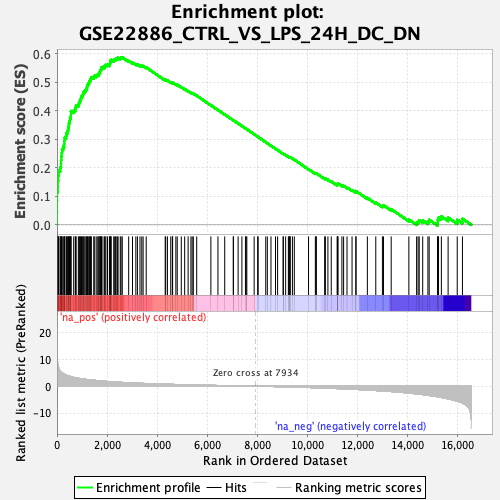 Enrichment plot:
GSE22886_CTRL_VS_LPS_24H_DC_DN
Enrichment score (ES)
0.6
0.5
0.4
0.3
0.2
0.1
0.0
'na_pos' (positively correlated)
Ranked list metric (PreRanked)
20
10
0
-10
Zero cross at 7934
'na_neg' (negatively correlated)
0
2,000
4,000
6,000
8,000
10,000
12,000
14,000
16,000
Rank in Ordered Dataset
Enrichment profile
Hits
Ranking metric scores